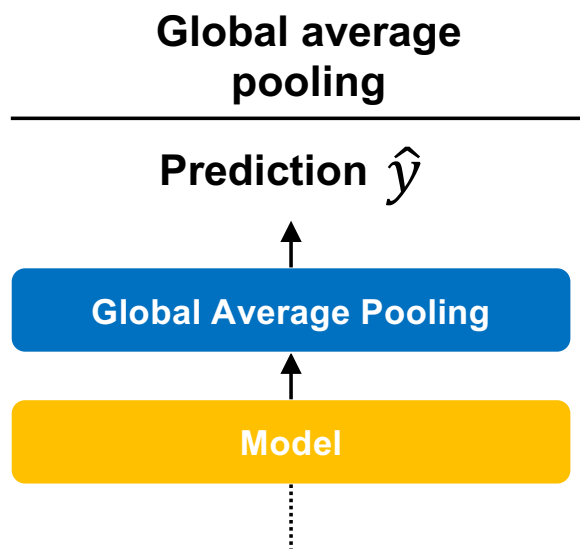 Global average
pooling
Prediction ŷ
Global Average Pooling
Model